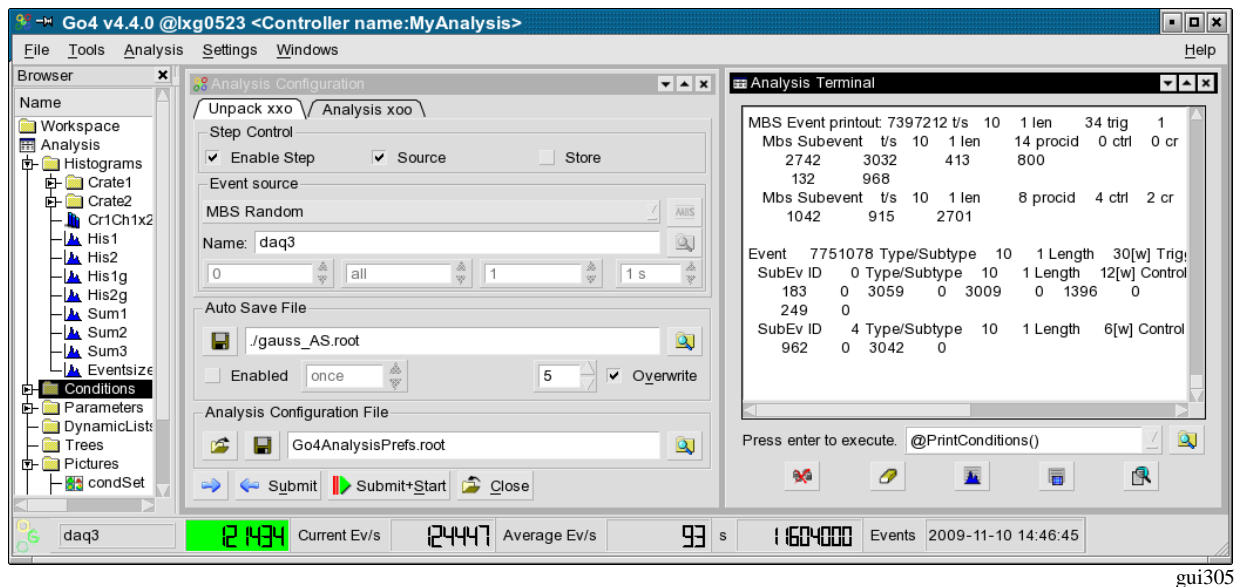 Go4 v4.4.0 @lxg0523 <Controller name:MyAnalysis>
File Tools Analysis Settings Windows Help
Browser
Name
Workspace
Analysis
Histograms
Crate1
Crate2
Cr1Ch1x2
His1
His2
His1g
His2g
Sum1
Sum2
Sum3
Eventsize
Conditions
Parameters
DynamicLists
Trees
Pictures
condSet
Analysis Configuration
Unpack xxo Analysis xoo
Step Control
Enable Step Source Store
Event source
MBS Random MBS
Name: daq3
0 all 1 1 s
Auto Save File
./gauss_AS.root
Enabled once 5 Overwrite
Analysis Configuration File
Go4AnalysisPrefs.root
Submit Submit+Start Close
Analysis Terminal
MBS Event printout: 7397212 t/s 10 1 len 34 trig 1
Mbs Subevent t/s 10 1 len 14 procid 0 ctrl 0 cr
2742 3032 413 800
132 968
Mbs Subevent t/s 10 1 len 8 procid 4 ctrl 2 cr
1042 915 2701
Event 7751078 Type/Subtype 10 1 Length 30[w] Trig
SubEv ID 0 Type/Subtype 10 1 Length 12[w] Control
183 0 3059 0 3009 0 1396 0
249 0
SubEv ID 4 Type/Subtype 10 1 Length 6[w] Control
962 0 3042 0
Press enter to execute. @PrintConditions()
daq3 121434 Current Ev/s 124447 Average Ev/s 93 s 11604000 Events 2009-11-10 14:46:45
gui305